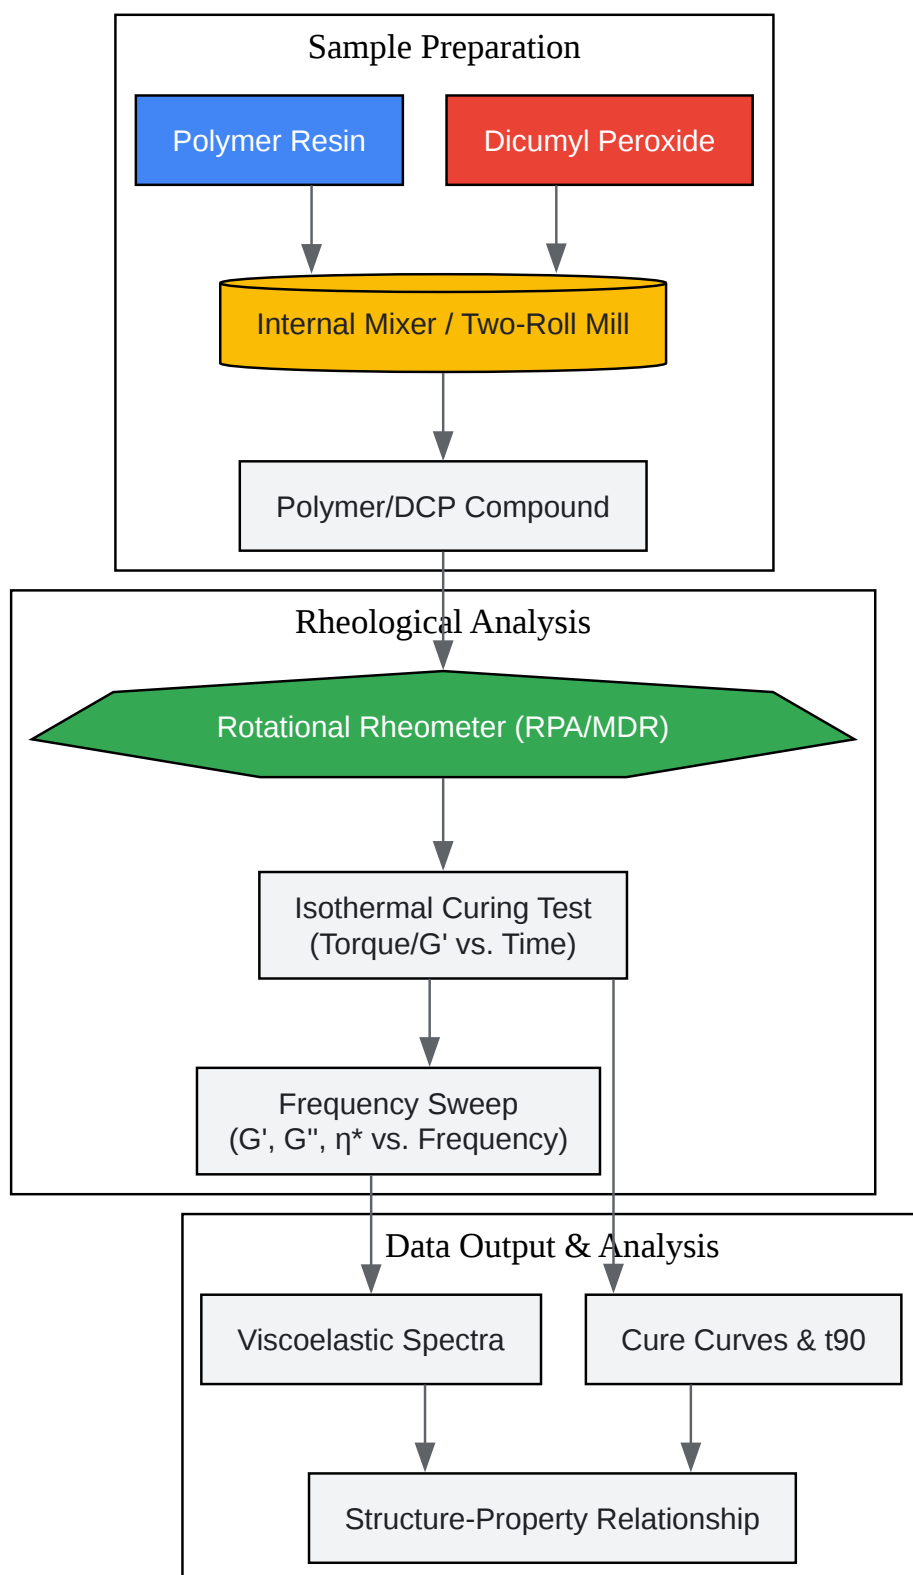 Sample Preparation
Polymer Resin
Dicumyl Peroxide
Internal Mixer / Two-Roll Mill
Polymer/DCP Compound
Rheological Analysis
Rotational Rheometer (RPA/MDR)
Isothermal Curing Test
(Torque/G' vs. Time)
Frequency Sweep
(G', G", η* vs. Frequency)
Data Output & Analysis
Viscoelastic Spectra
Cure Curves & t90
Structure-Property Relationship